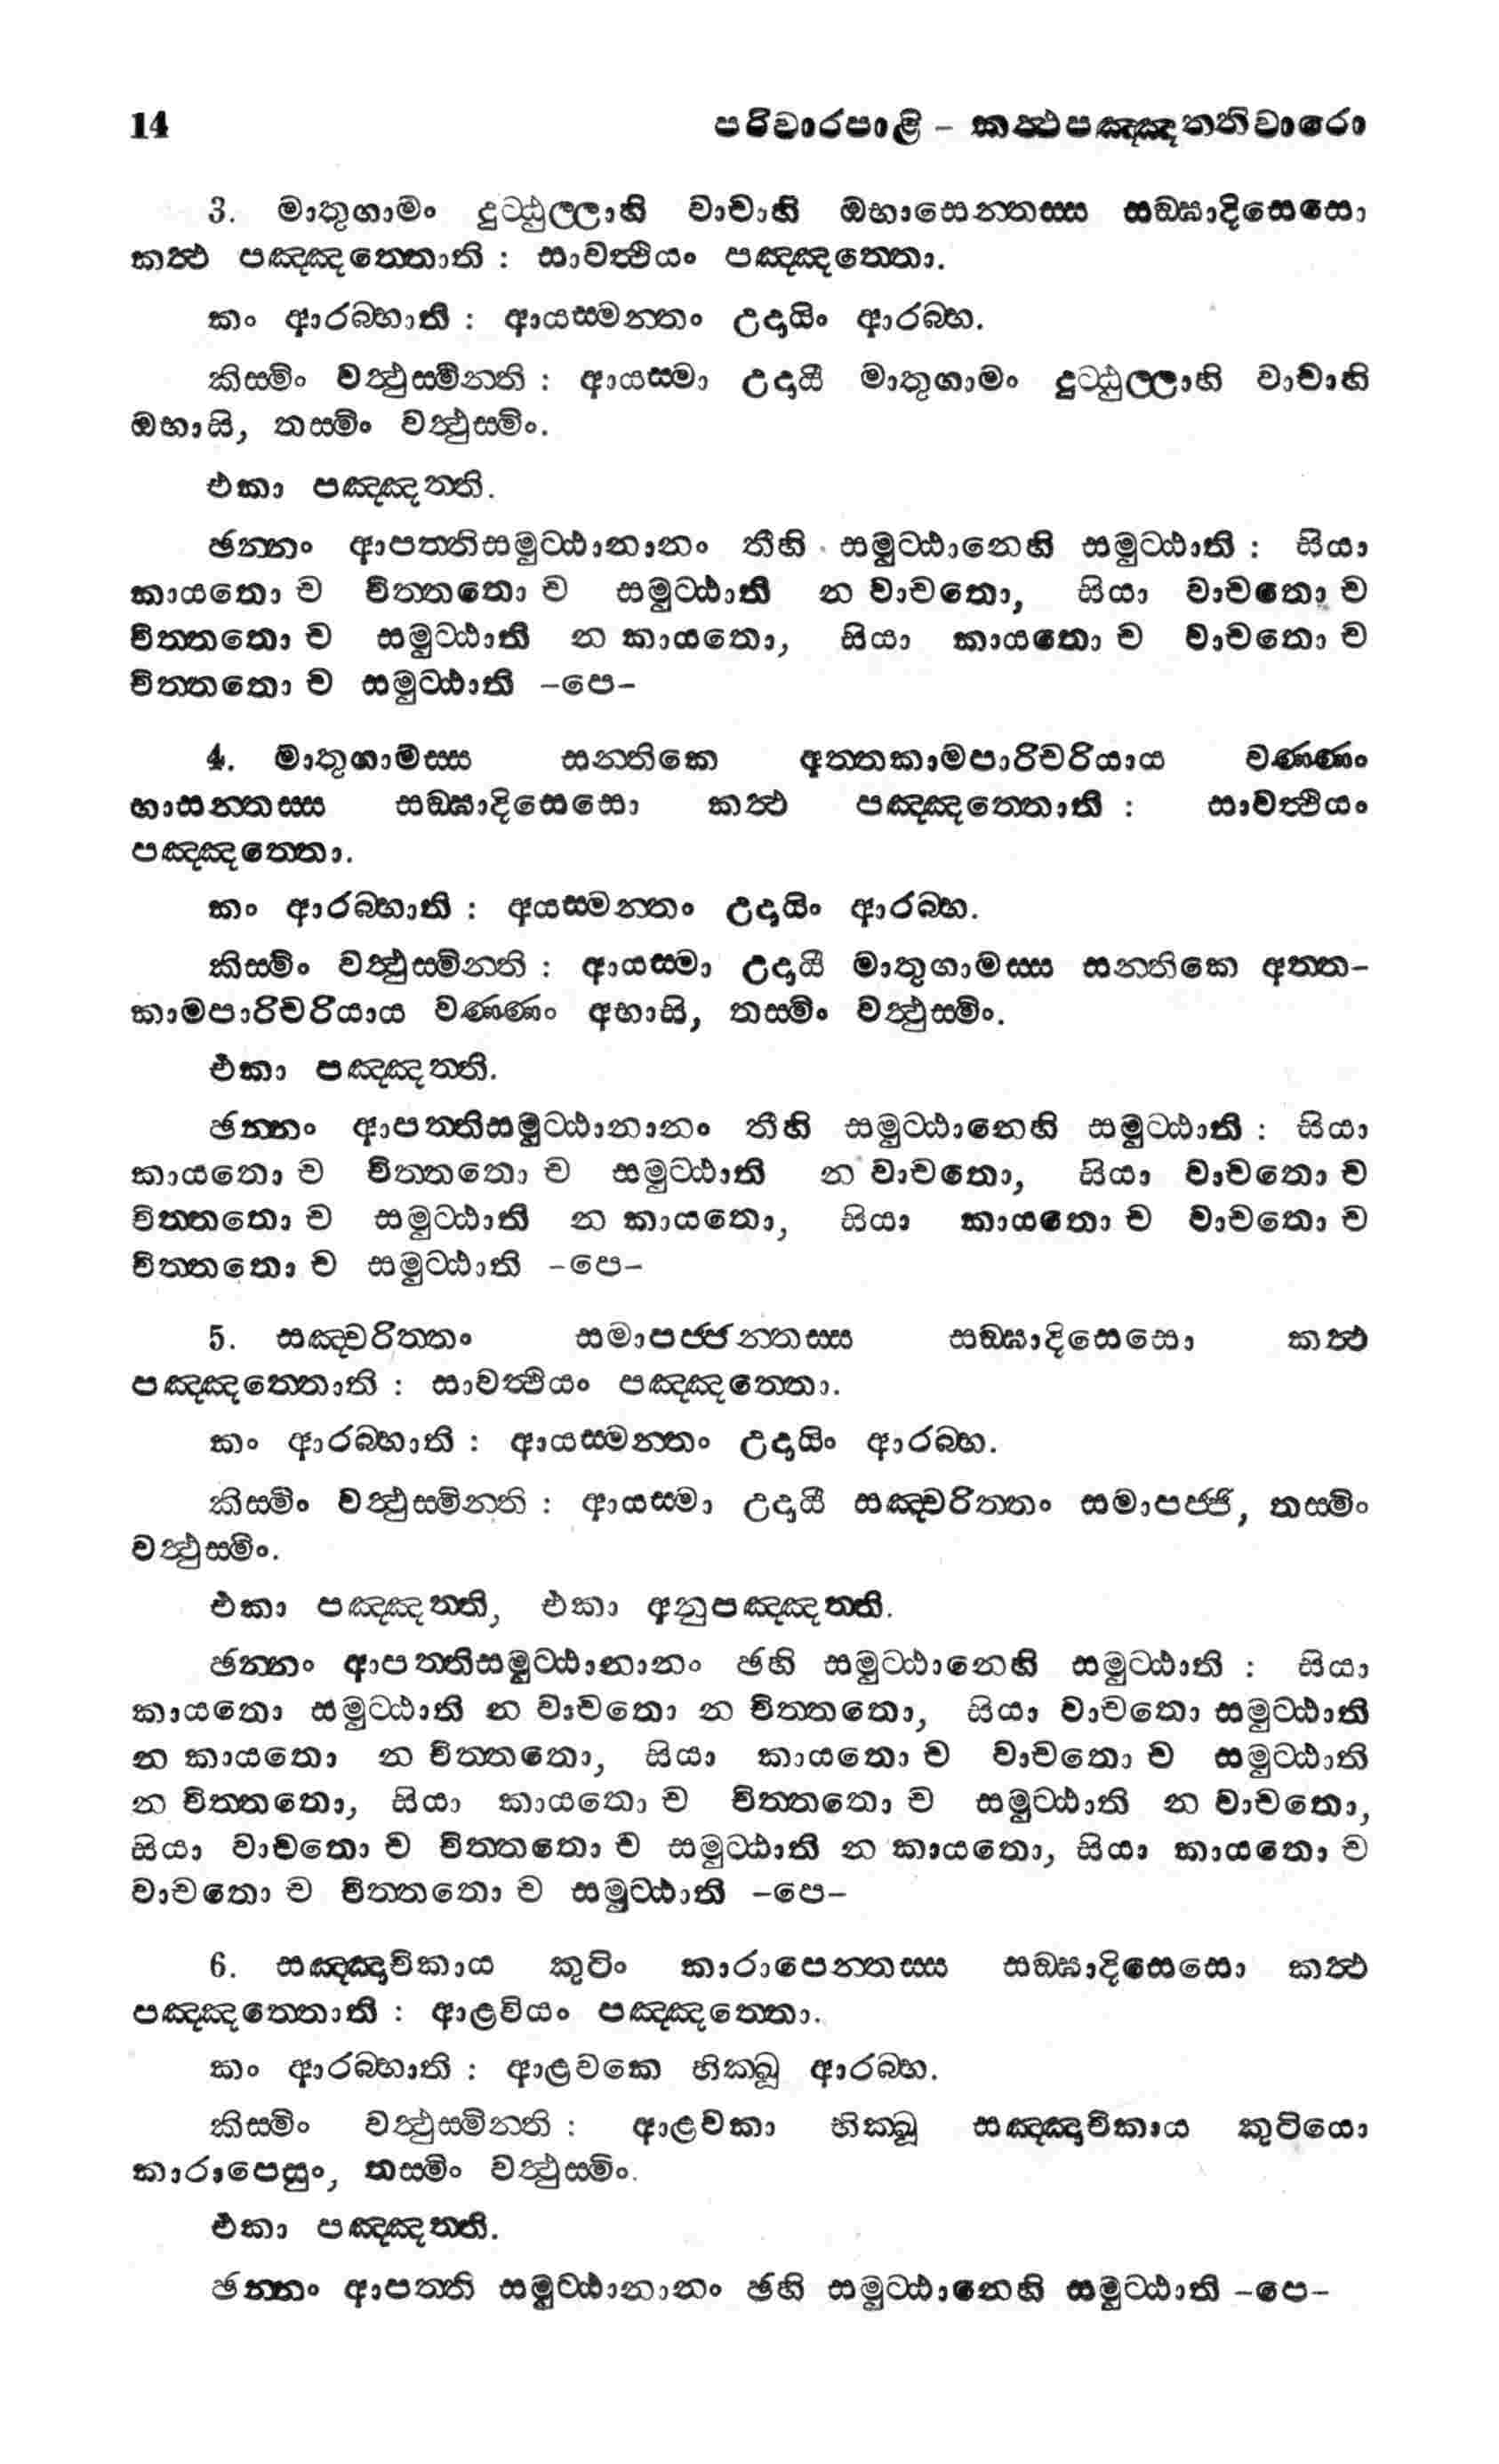 14 පරිවාරපාළි – කත්‍ථපඤ්ඤත්තිවාරො
3. මාතුගාමං දුට්ඨුල්ලාහි වාචාහි ඔභාසෙන්තස්ස සඞ්ඝාදිසෙසො
කත්‍ථ පඤ්ඤත්තොති : සාවත්‍ථියං පඤ්ඤත්තො.
කං ආරබ්භාති : ආයස්මන්තං උදායිං ආරබ්භ.
කිස්මිං වත්‍ථුස්මින්ති : ආයස්මා උදායී මාතුගාමං දුට්ඨුල්ලාහි වාචාහි
ඔභාසි, තස්මිං වත්‍ථුස්මිං.
එකා පඤ්ඤත්ති.
ඡන්නං ආපත්තිසමුට්ඨානානං තීහි සමුට්ඨානෙහි සමුට්ඨාති : සියා
කායතො ච චිත්තතො ච සමුට්ඨාති න වාචතො, සියා වාචතො ච
චිත්තතො ච සමුට්ඨාති න කායතො, සියා කායතො ච වාචතො ච
චිත්තතො ච සමුට්ඨාති –පෙ–
4. මාතුගාමස්ස සන්තිකෙ අත්තකාමපාරිචරියාය වණ්ණං
භාසන්තස්ස සඞ්ඝාදිසෙසො කත්‍ථ පඤ්ඤත්තොති : සාවත්‍ථියං
පඤ්ඤත්තො.
කං ආරබ්භාති : අයස්මන්තං උදායිං ආරබ්භ.
කිස්මිං වත්‍ථුස්මින්ති : ආයස්මා උදායී මාතුගාමස්ස සන්තිකෙ අත්ත–
කාමපාරිචරියාය වණ්ණං අභාසි, තස්මිං වත්‍ථුස්මිං.
එකා පඤ්ඤත්ති.
ඡන්නං ආපත්තිසමුට්ඨානානං තීහි සමුට්ඨානෙහි සමුට්ඨාති : සියා
කායතො ච චිත්තතො ච සමුට්ඨාති න වාචතො, සියා වාචතො ච
චිත්තතො ච සමුට්ඨාති න කායතො, සියා කායතො ච වාචතො ච
චිත්තතො ච සමුට්ඨාති –පෙ–
5. සඤ්චරිත්තං සමාපජ්ජන්තස්ස සඞ්ඝාදිසෙසො කත්‍ථ
පඤ්ඤත්තොති : සාවත්‍ථියං පඤ්ඤත්තො.
කං ආරබ්භාති : ආයස්මන්තං උදායිං ආරබ්භ.
කිස්මිං වත්‍ථුස්මින්ති : ආයස්මා උදායී සඤ්චරිත්තං සමාපජ්ජි, තස්මිං
වත්‍ථුස්මිං.
එකා පඤ්ඤත්ති, එකා අනුපඤ්ඤත්ති.
ඡන්නං ආපත්තිසමුට්ඨානානං ඡහි සමුට්ඨානෙහි සමුට්ඨාති : සියා
කායතො සමුට්ඨාති න වාචතො න චිත්තතො, සියා වාචතො සමුට්ඨාති
න කායතො න චිත්තතො, සියා කායතො ච වාචතො ච සමුට්ඨාති
න චිත්තතො, සියා කායතො ච චිත්තතො ච සමුට්ඨාති න වාචතො,
සියා වාචතො ච චිත්තතො ච සමුට්ඨාති න කායතො, සියා කායතො ච
වාචතො ච චිත්තතො ච සමුට්ඨාති –පෙ–
6. සඤ්ඤාචිකාය කුටිං කාරාපෙන්තස්ස සඞ්ඝාදිසෙසො කත්‍ථ
පඤ්ඤත්තොති : ආළවියං පඤ්ඤත්තො.
කං ආරබ්භාති : ආළවකෙ භික්ඛූ ආරබ්භ.
කිස්මිං වත්‍ථුස්මින්ති : ආළවකා භික්ඛූ සඤ්ඤාචිකාය කුටියො
කාරාපෙසුං, තස්මිං වත්‍ථුස්මිං.
එකා පඤ්ඤත්ති.
ඡන්නං ආපත්ති සමුට්ඨානානං ඡහි සමුට්ඨානෙහි සමුට්ඨාති –පෙ–